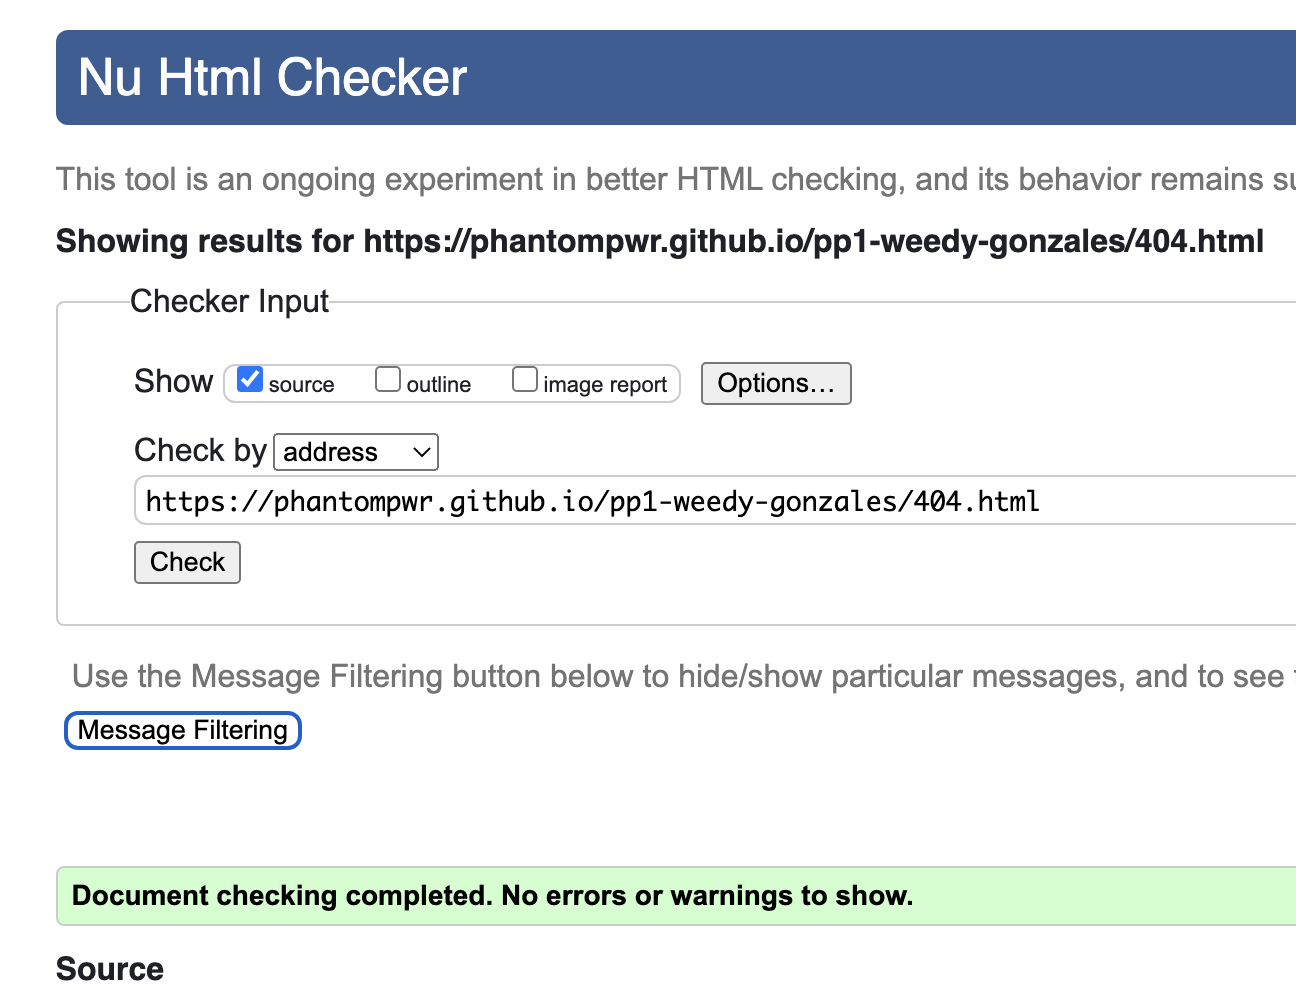 Nu Html Checker
This tool is an ongoing experiment in better HTML checking, and its behavior remains
Showing results for https://phantompwr.github.io/pp1-weedy-gonzales/404.html
Checker Input
Show source outline image report Options...
Check by address
https://phantompwr.github.io/pp1-weedy-gonzales/404.html
Check
Use the Message Filtering button below to hide/show particular messages, and to see
Message Filtering
Document checking completed. No errors or warnings to show.
Source